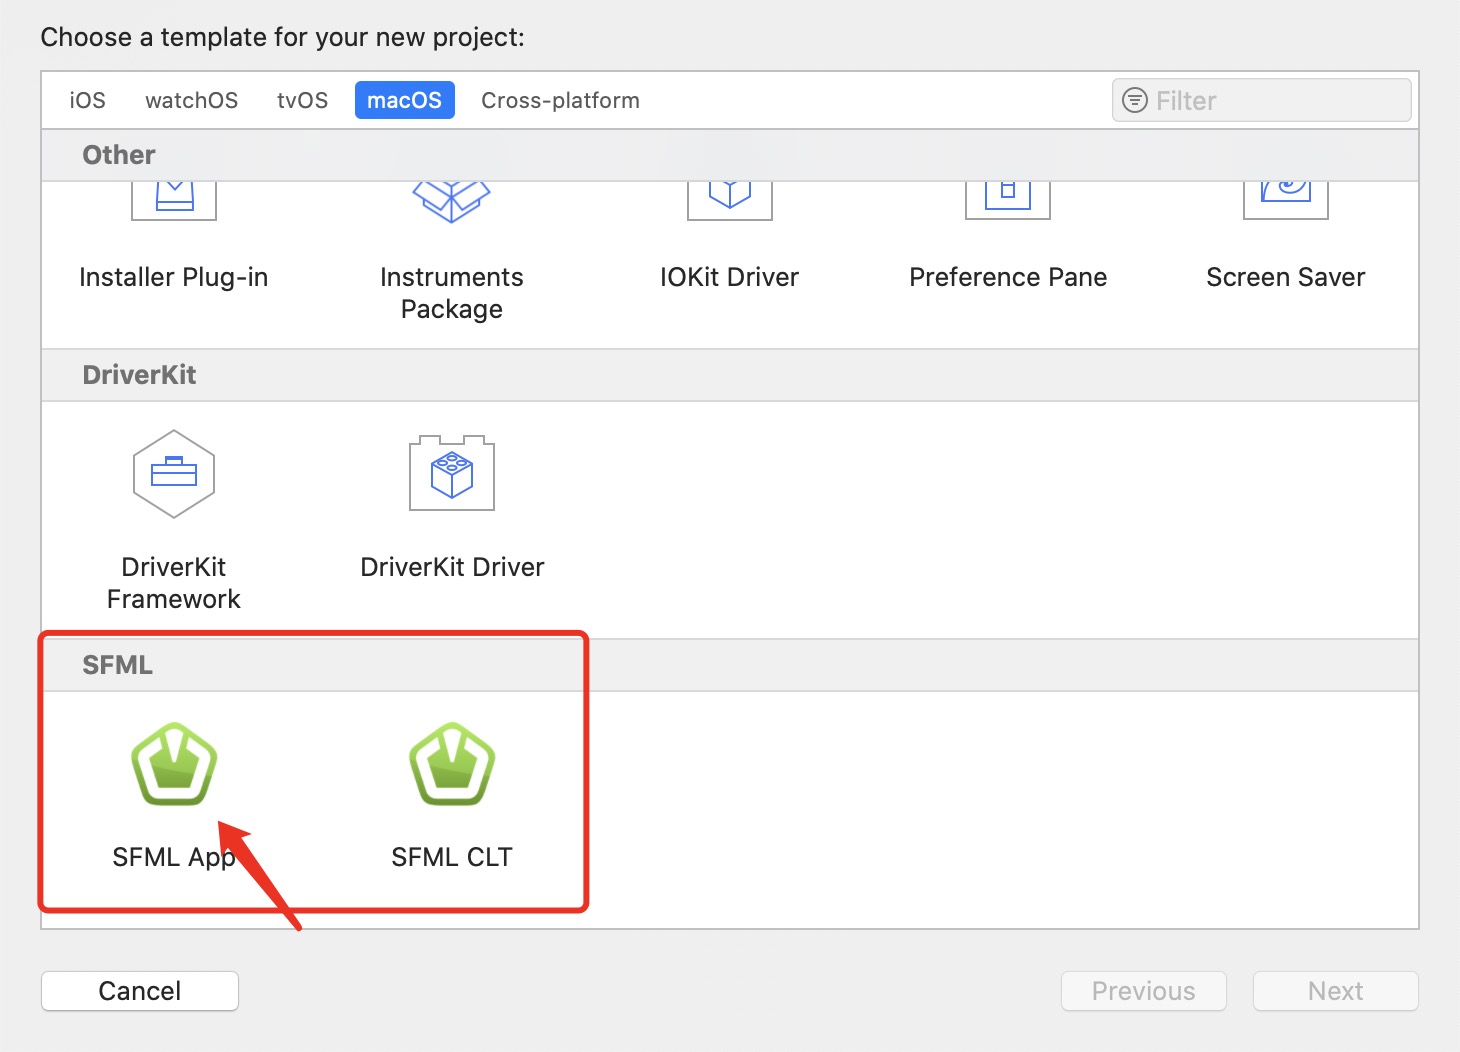 Choose a template for your new project:
iOS watchOS tvOS macOS Cross-platform Filter
Other
Installer Plug-in Instruments Package IOKit Driver Preference Pane Screen Saver
DriverKit
DriverKit Framework DriverKit Driver
SFML
SFML App SFML CLT
Cancel Previous Next